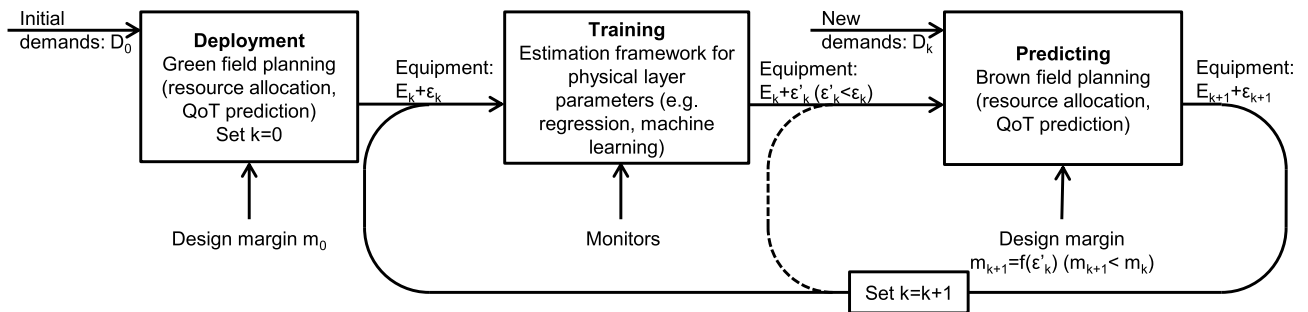 Initial
demands: D₀
Deployment
Green field planning
(resource allocation,
QoT prediction)
Set k=0
Design margin m₀
Equipment:
Eₖ+εₖ
Training
Estimation framework for
physical layer
parameters (e.g.
regression, machine
learning)
Monitors
Equipment:
Eₖ+ε'ₖ (ε'ₖ<εₖ)
New
demands: Dₖ
Predicting
Brown field planning
(resource allocation,
QoT prediction)
Design margin
mₖ₊₁=f(ε'ₖ) (mₖ₊₁< mₖ)
Equipment:
Eₖ₊₁+εₖ₊₁
Set k=k+1